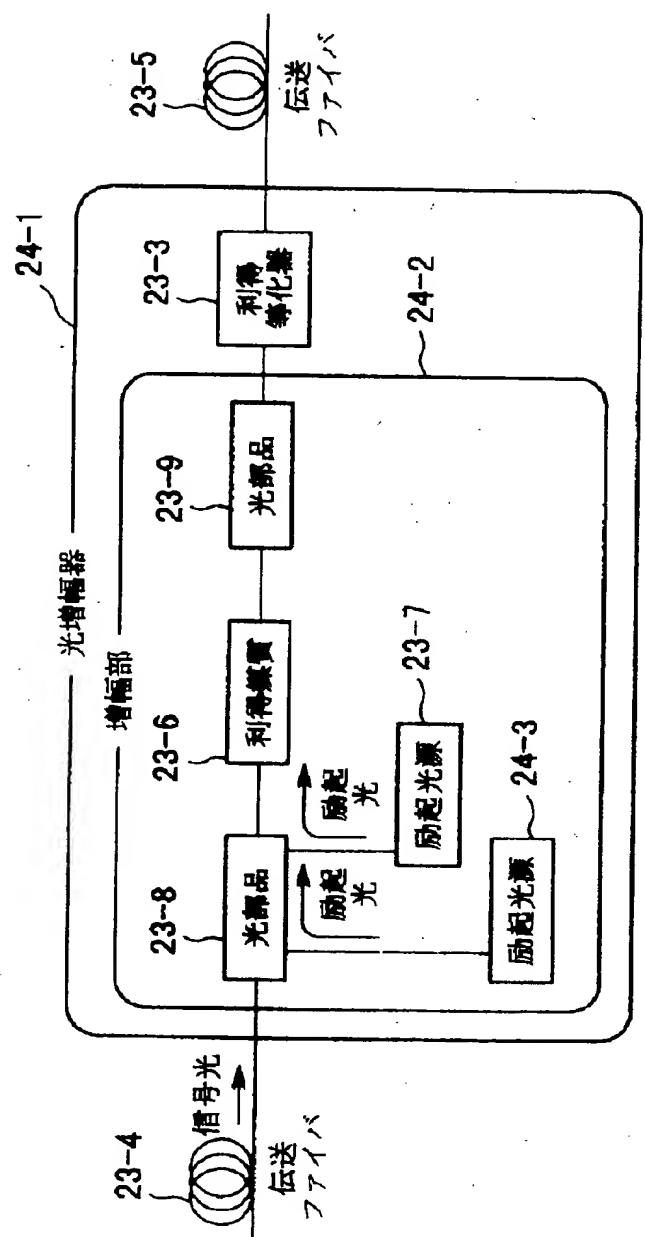 24-1
光増幅器
24-2
増幅部
23-4
信号光
伝送
ファイバ
23-8
光部品
23-6
利得媒質
23-9
光部品
23-3
利得
等化器
23-5
伝送
ファイバ
励起
光
励起
光
23-7
励起光源
24-3
励起光源